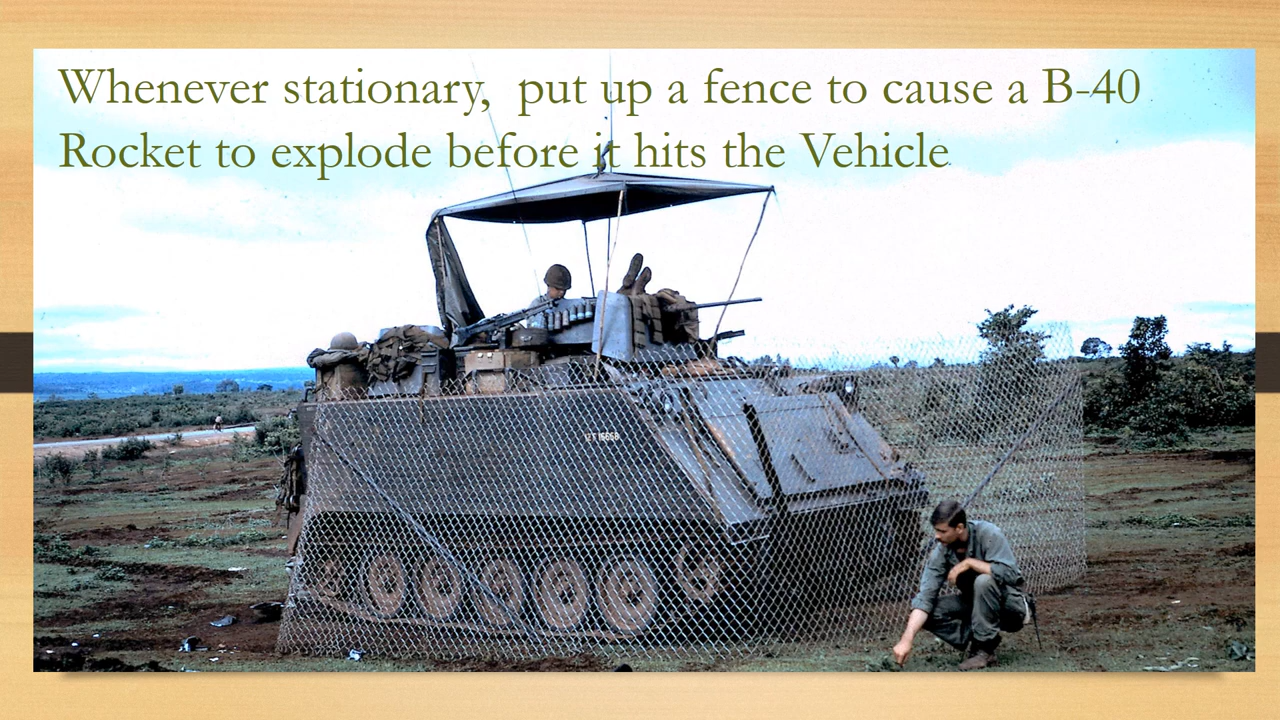 Whenever stationary,  put up a fence to cause a B-40
Rocket to explode before it hits the Vehicle